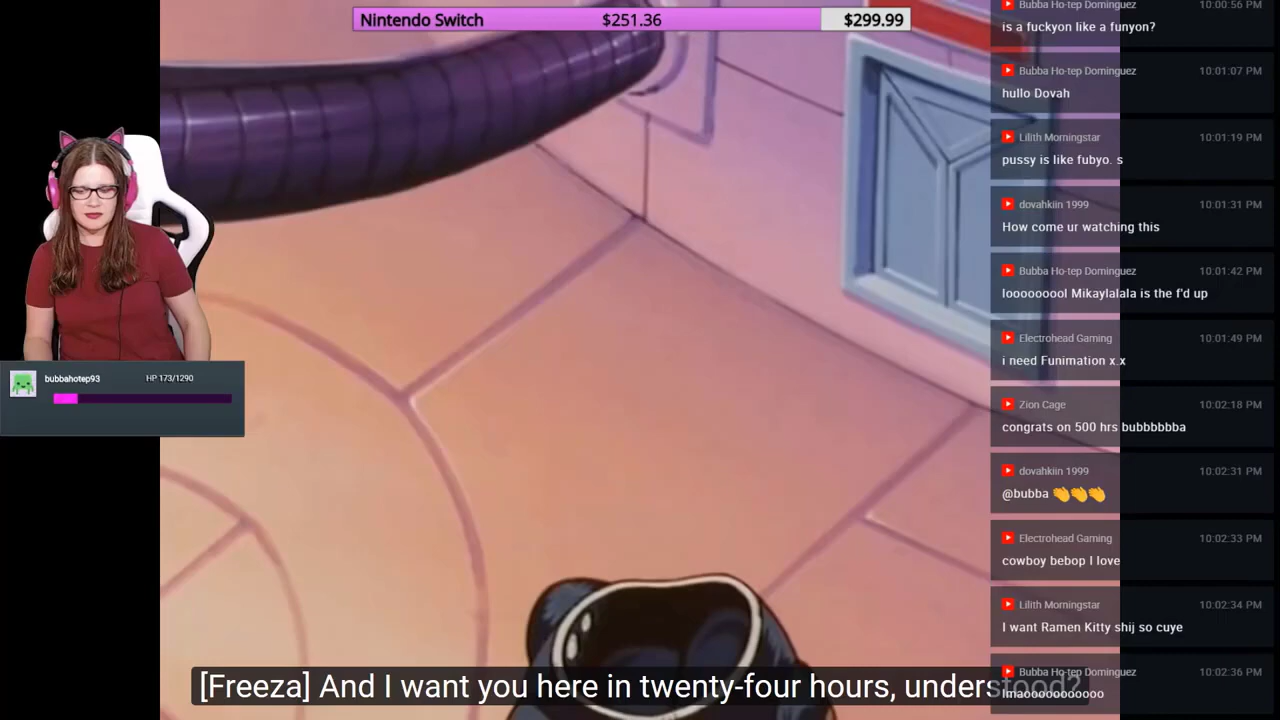 Nintendo Switch $251.36 $299.99
Bubba Ho-tep Dominguez 10:00:56 PM
is a fuckyon like a funyon?
Bubba Ho-tep Dominguez 10:01:07 PM
hullo Dovah
Lilith Morningstar 10:01:19 PM
pussy is like fubyo. s
dovahkiin 1999 10:01:31 PM
How come ur watching this
Bubba Ho-tep Dominguez 10:01:42 PM
looooooool Mikaylalala is the f'd up
Electrohead Gaming 10:01:49 PM
i need Funimation x.x
Zion Cage 10:02:18 PM
congrats on 500 hrs bubbbbbba
dovahkiin 1999 10:02:31 PM
@bubba 👏👏👏
Electrohead Gaming 10:02:33 PM
cowboy bebop I love
Lilith Morningstar 10:02:34 PM
I want Ramen Kitty shij so cuye
Bubba Ho-tep Dominguez 10:02:36 PM
lmaooooooooooo
bubbahotep93 HP 173/1290
[Freeza] And I want you here in twenty-four hours, understood?